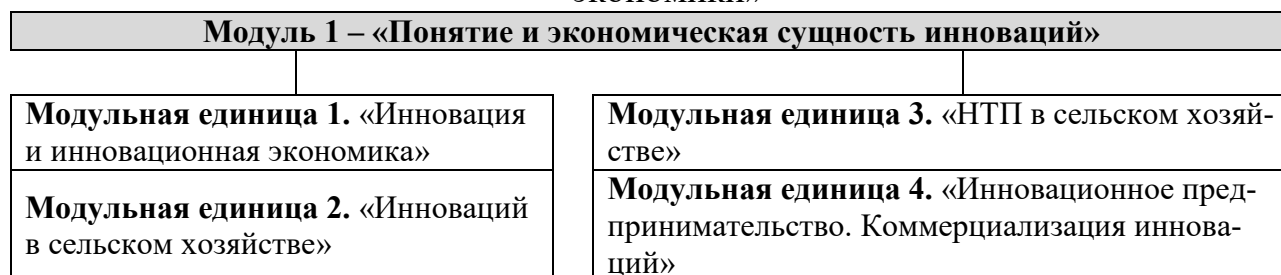 Модуль 1 – «Понятие и экономическая сущность инноваций»
Модульная единица 1. «Инновация
и инновационная экономика»
Модульная единица 2. «Инноваций
в сельском хозяйстве»
Модульная единица 3. «НТП в сельском хозяй-
стве»
Модульная единица 4. «Инновационное пред-
принимательство. Коммерциализация иннова-
ций»